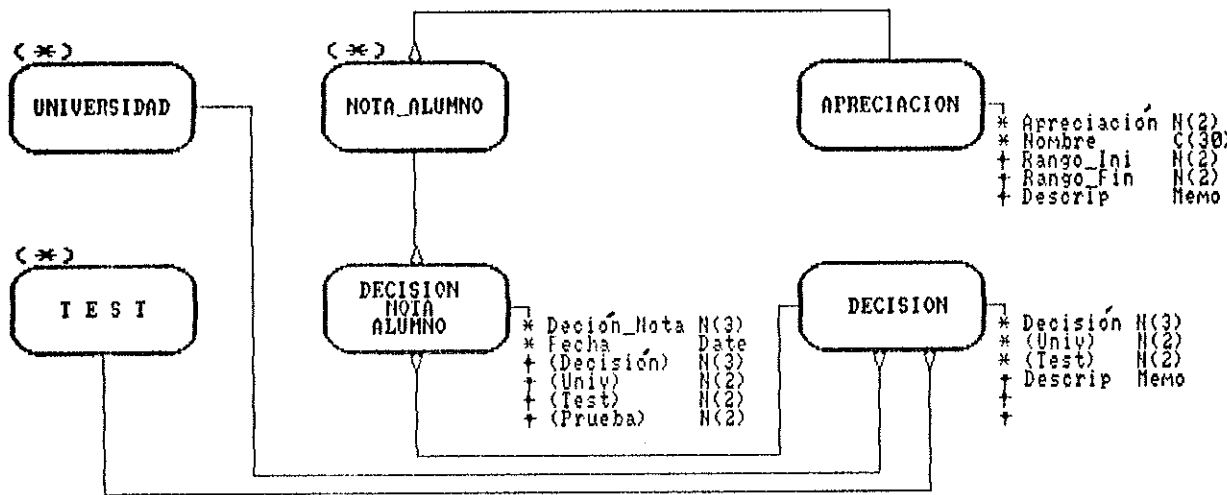 (*)
UNIVERSIDAD
(*)
NOTA_ALUMNO
APRECIACION
* Apreciación N(2)
* Nombre C(30)
+ Rango_Ini N(2)
+ Rango_Fin N(2)
+ Descrip Memo
(*)
T E S T
DECISION
NOTA
ALUMNO
* Deción_Nota N(3)
* Fecha Date
+ (Decisión) N(3)
+ (Univ) N(2)
+ (Test) N(2)
+ (Prueba) N(2)
DECISION
* Decisión N(3)
* (Univ) N(2)
* (Test) N(2)
+ Descrip Memo
+
+